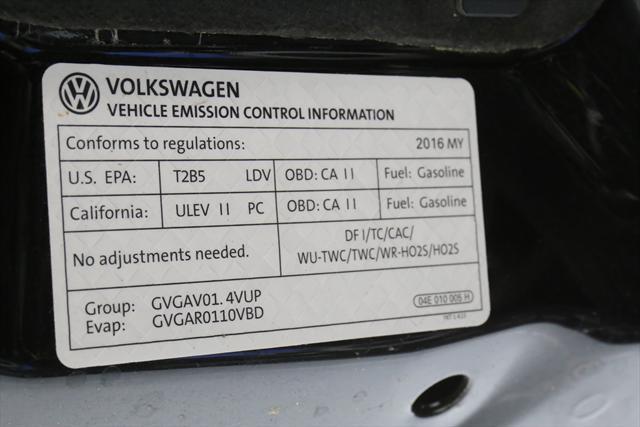 VOLKSWAGEN
VEHICLE EMISSION CONTROL INFORMATION
Conforms to regulations: 2016 MY
U.S. EPA: T2B5 LDV OBD: CA II Fuel: Gasoline
California: ULEV II PC OBD: CA II Fuel: Gasoline
No adjustments needed.
DF I/TC/CAC/
WU-TWC/TWC/WR-HO2S/HO2S
Group: GVGAV01.4VUP
Evap: GVGAR0110VBD
04E 010 005 H